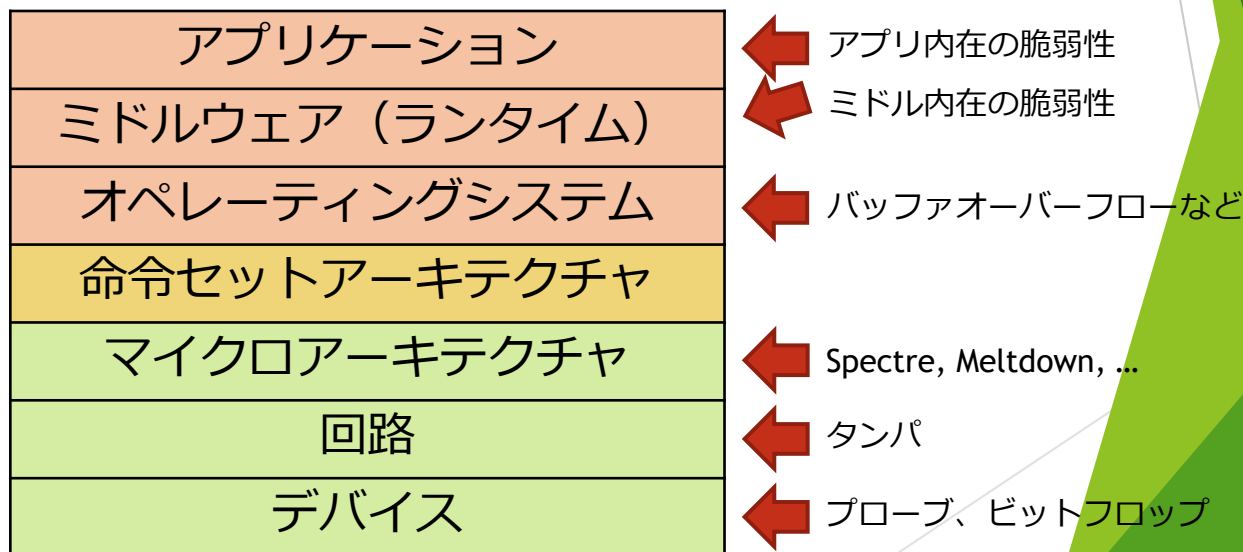 アプリケーション
アプリ内在の脆弱性
ミドルウェア（ランタイム）
ミドル内在の脆弱性
オペレーティングシステム
バッファオーバーフローなど
命令セットアーキテクチャ
マイクロアーキテクチャ
Spectre, Meltdown, …
回路
タンパ
デバイス
プローブ、ビットフロップ